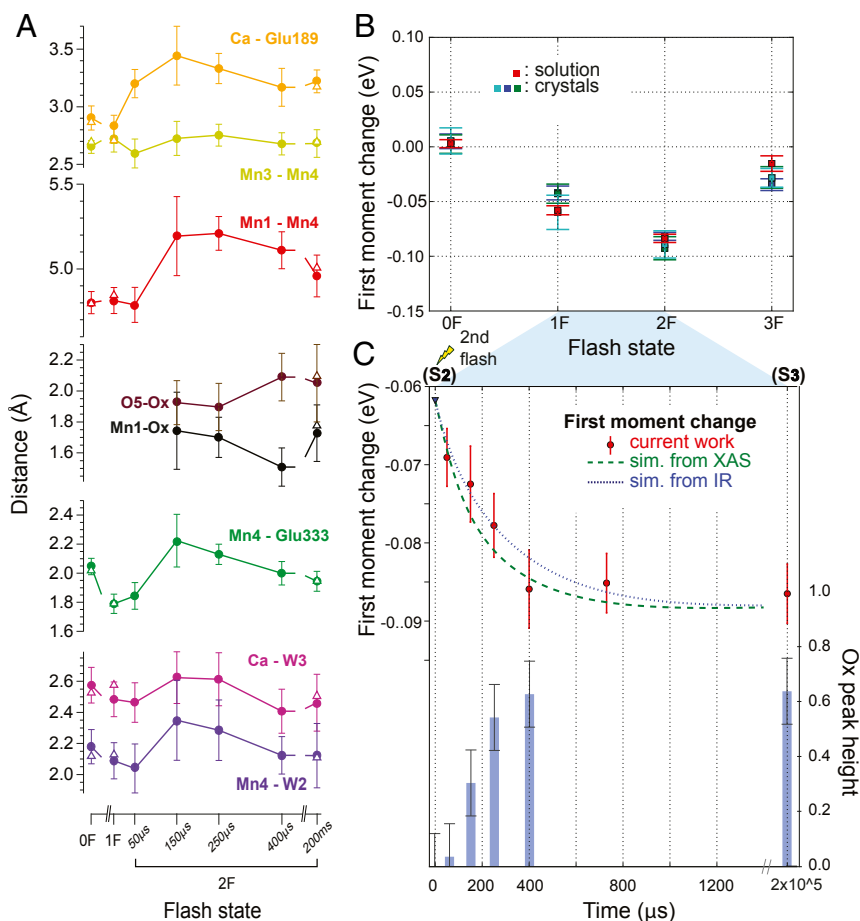 A
Ca - Glu189
Mn3 - Mn4
Mn1 - Mn4
O5-Ox
Mn1-Ox
Mn4 - Glu333
Ca - W3
Mn4 - W2
Distance (Å)
3.5
3.0
2.5
5.5
5.0
2.2
2.0
1.8
1.6
2.4
2.2
2.0
1.8
1.6
2.6
2.4
2.2
2.0
0F
1F
50µs
150µs
250µs
400µs
200ms
2F
Flash state
B
First moment change (eV)
0.10
0.05
0.00
-0.05
-0.10
-0.15
: solution
: crystals
0F
1F
2F
3F
Flash state
C
2nd
flash
(S2)
(S3)
First moment change (eV)
-0.06
-0.07
-0.08
-0..09
First moment change
current work
sim. from XAS
sim. from IR
Ox peak height
1.0
0.8
0.6
0.4
0.2
0.0
0
200
400
600
800
1200
2x10^5
Time (µs)